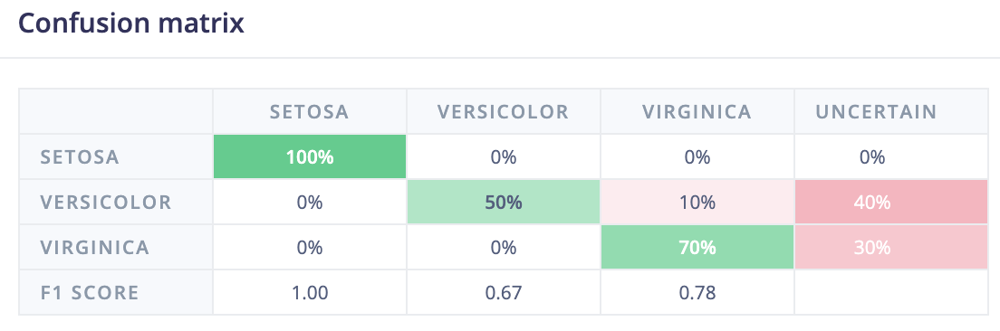 Confusion matrix
SETOSA VERSICOLOR VIRGINICA UNCERTAIN
SETOSA 100% 0% 0% 0%
VERSICOLOR 0% 50% 10% 40%
VIRGINICA 0% 0% 70% 30%
F1 SCORE 1.00 0.67 0.78